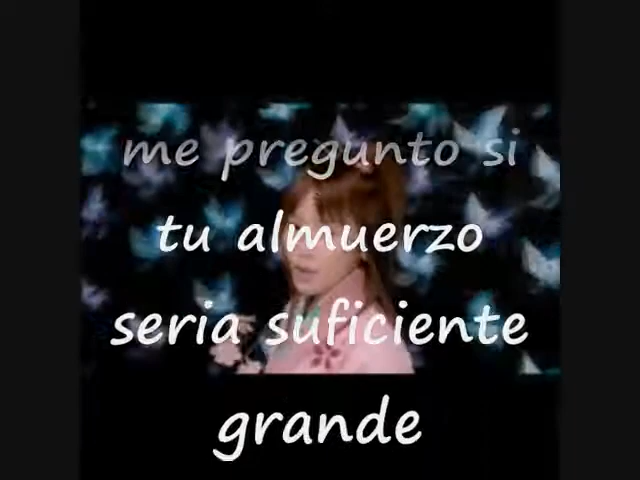 me pregunto si
tu almuerzo
seria suficiente
grande